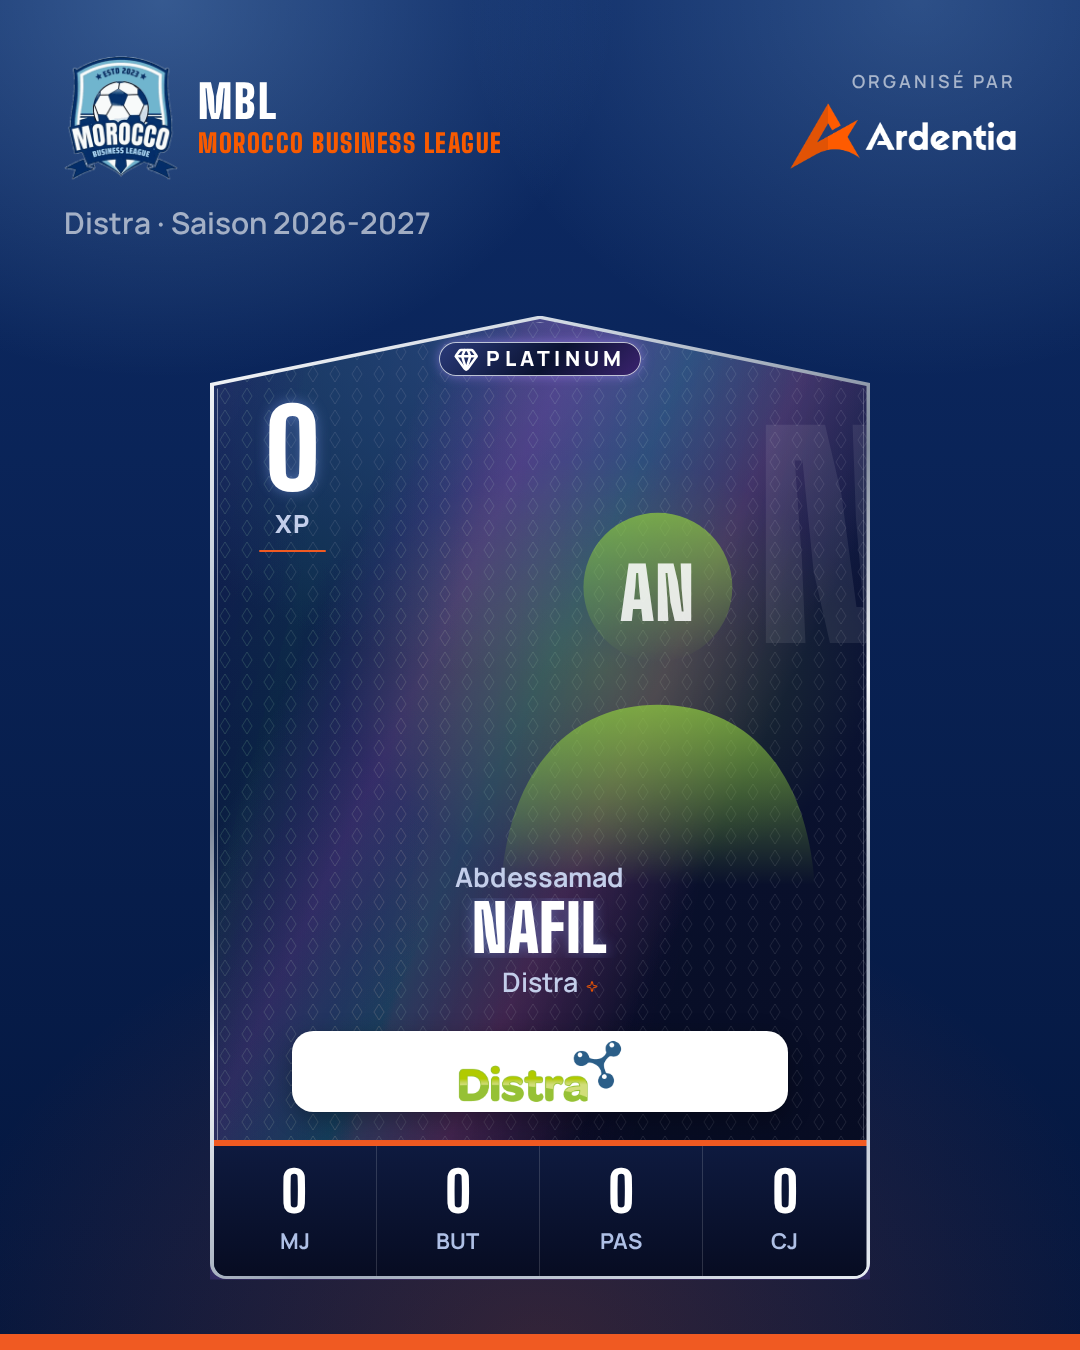 ESTD 2023
MOROCCO
BUSINESS LEAGUE
MBL
MOROCCO BUSINESS LEAGUE
ORGANISÉ PAR
Ardentia
Distra · Saison 2026-2027
PLATINUM
0
XP
N
AN
Abdessamad
NAFIL
Distra
Distra
0 0 0 0
MJ BUT PAS CJ